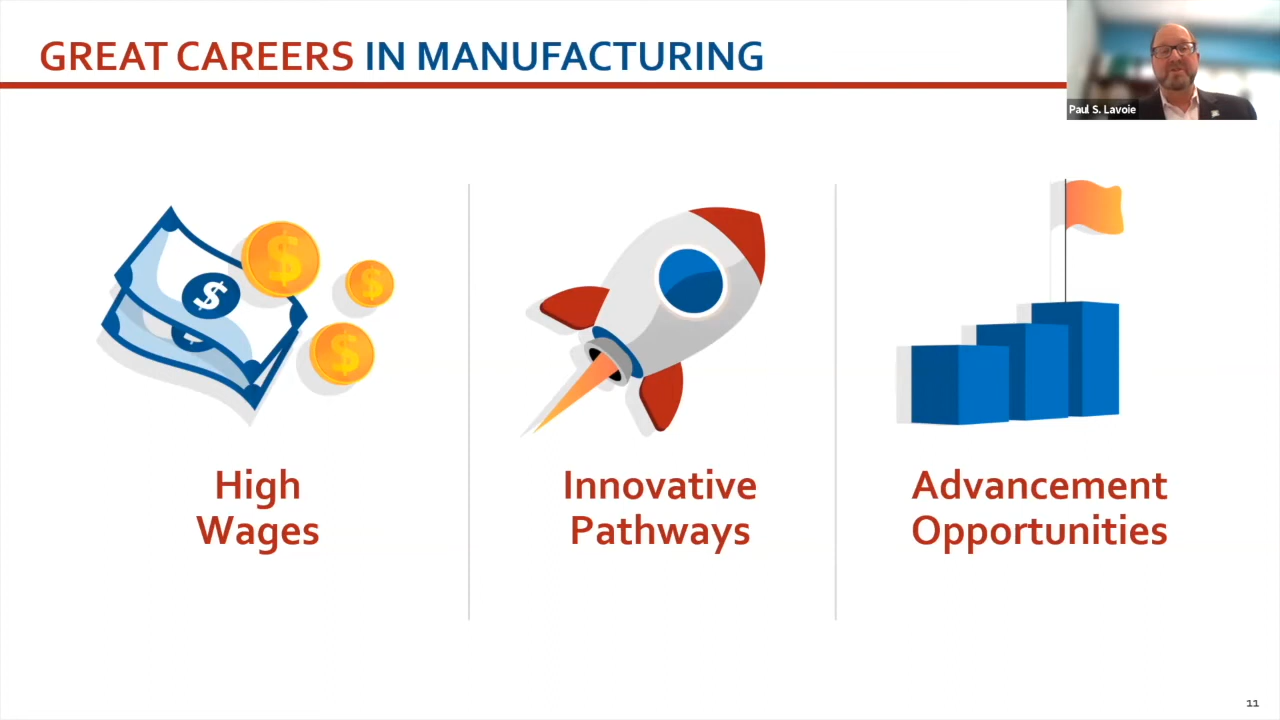 GREAT CAREERS IN MANUFACTURING
Paul S. Lavoie
$
$
$
$
High
Wages
Innovative
Pathways
Advancement
Opportunities
11